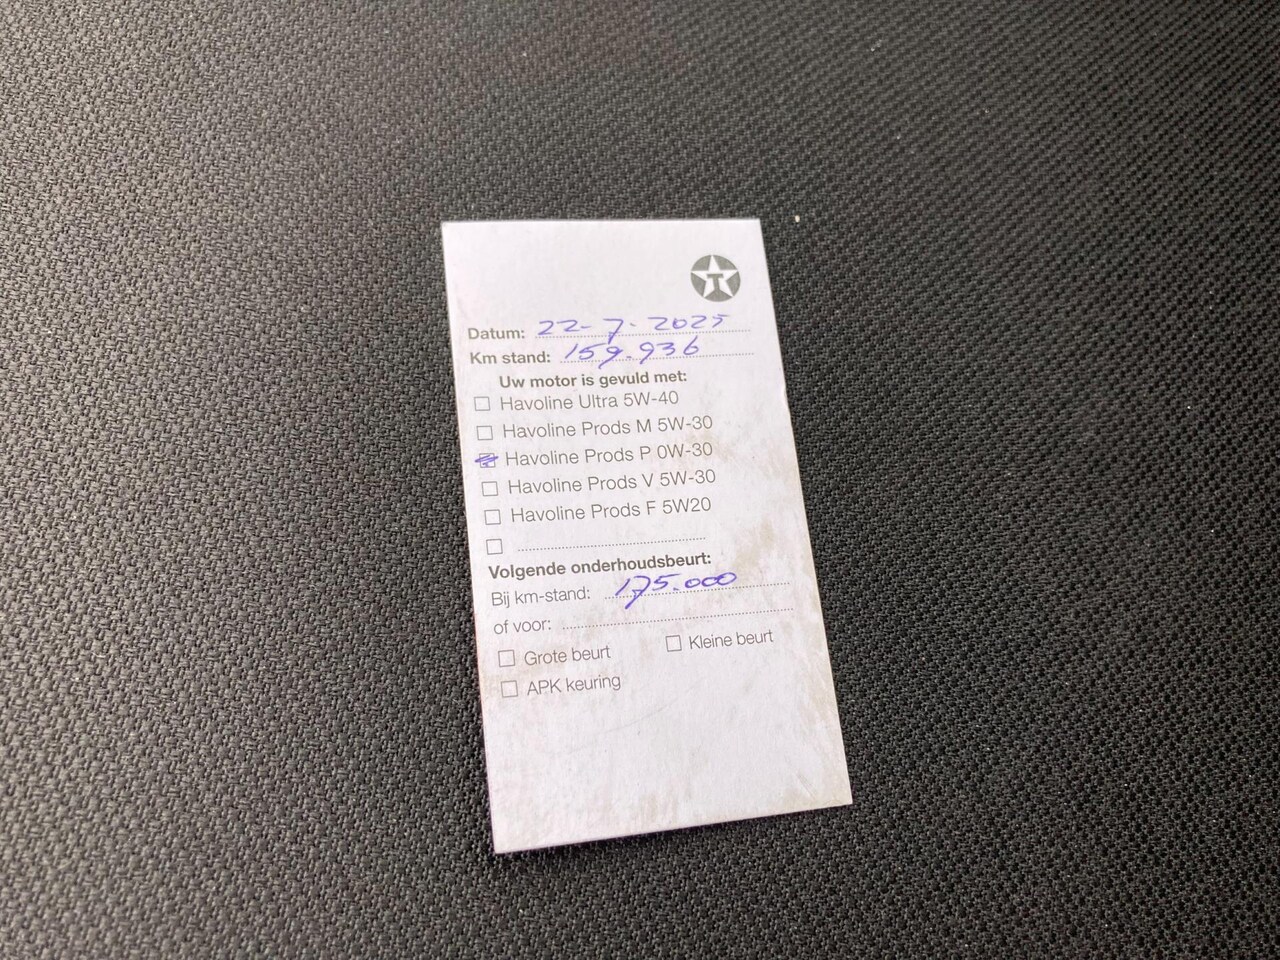 T
Datum: 22-7-2025
Km stand: 159.936
Uw motor is gevuld met:
Havoline Ultra 5W-40
Havoline Prods M 5W-30
Havoline Prods P 0W-30
Havoline Prods V 5W-30
Havoline Prods F 5W20
Volgende onderhoudsbeurt:
Bij km-stand: 175.000
of voor:
Grote beurt Kleine beurt
APK keuring